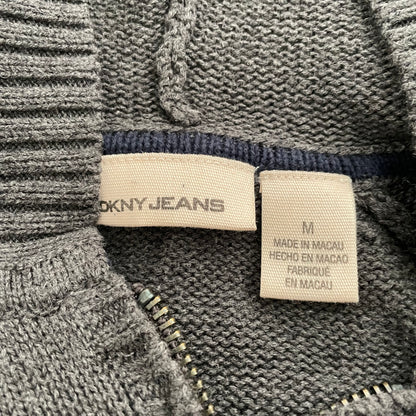 DKNY JEANS
M
MADE IN MACAU
HECHO EN MACAO
FABRIQUÉ
EN MACAU